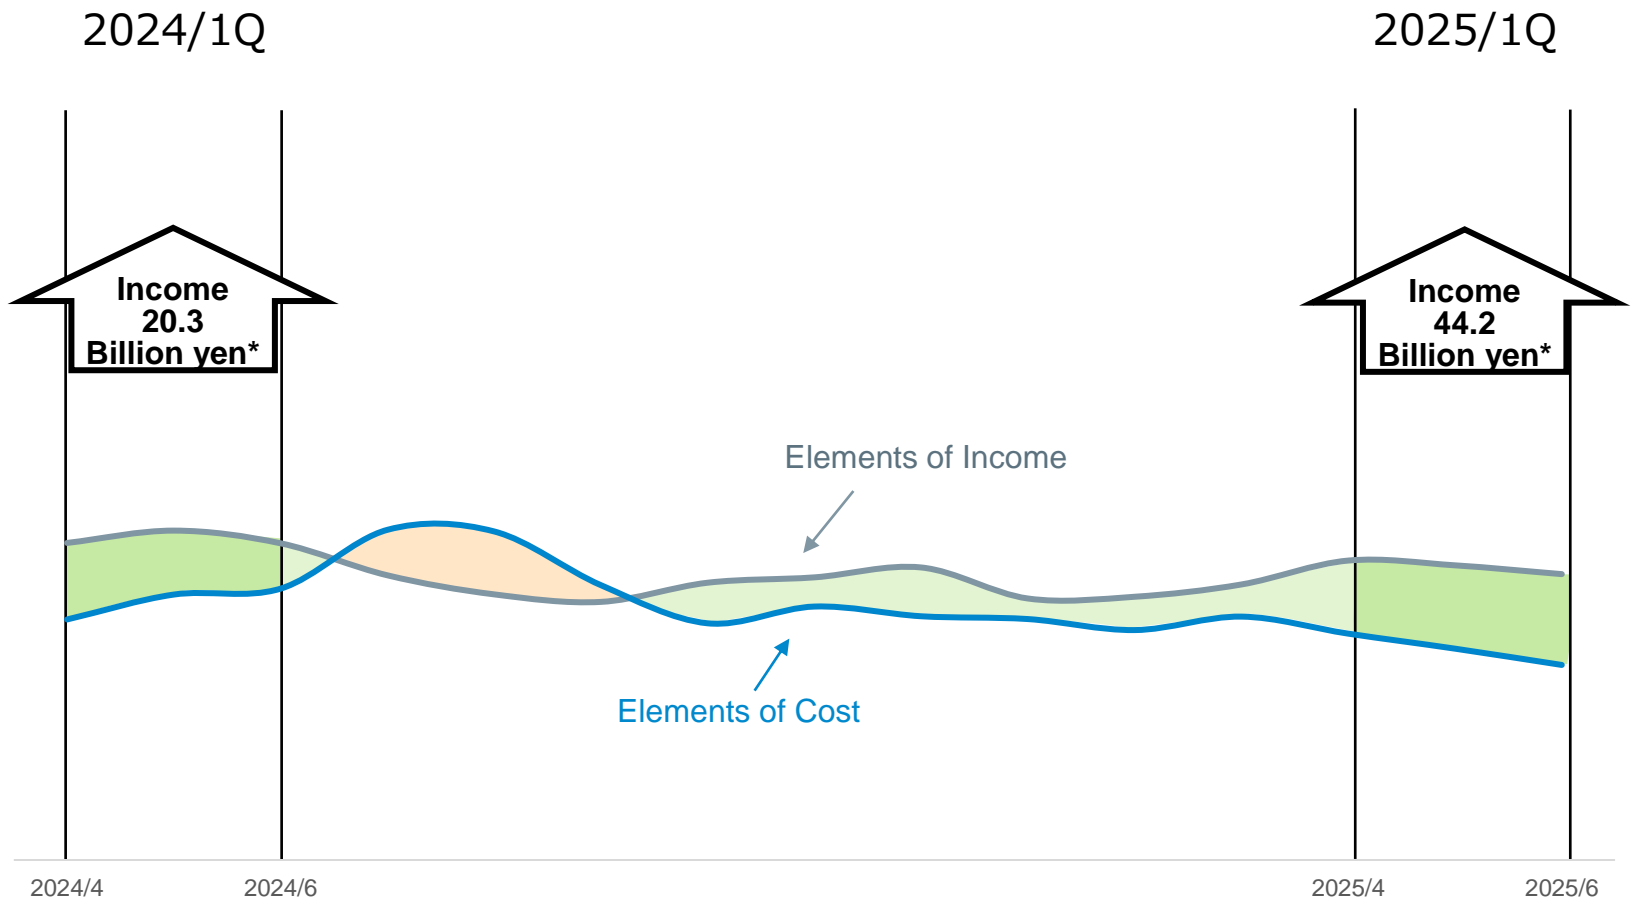 2024/1Q
2025/1Q
Income
20.3
Billion yen*
Income
44.2
Billion yen*
Elements of Income
Elements of Cost
2024/4
2024/6
2025/4
2025/6